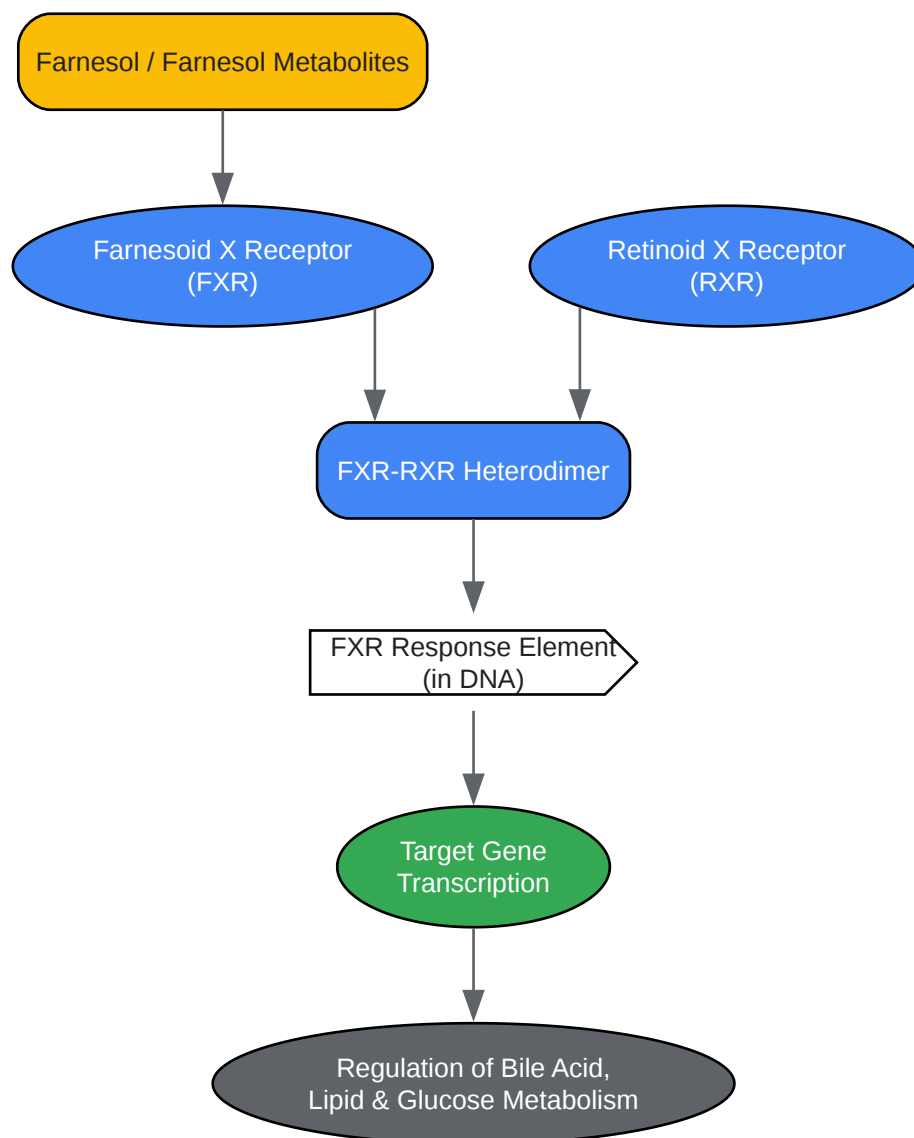 Farnesol / Farnesol Metabolites
Farnesoid X Receptor
(FXR)
Retinoid X Receptor
(RXR)
FXR-RXR Heterodimer
FXR Response Element
(in DNA)
Target Gene
Transcription
Regulation of Bile Acid,
Lipid & Glucose Metabolism